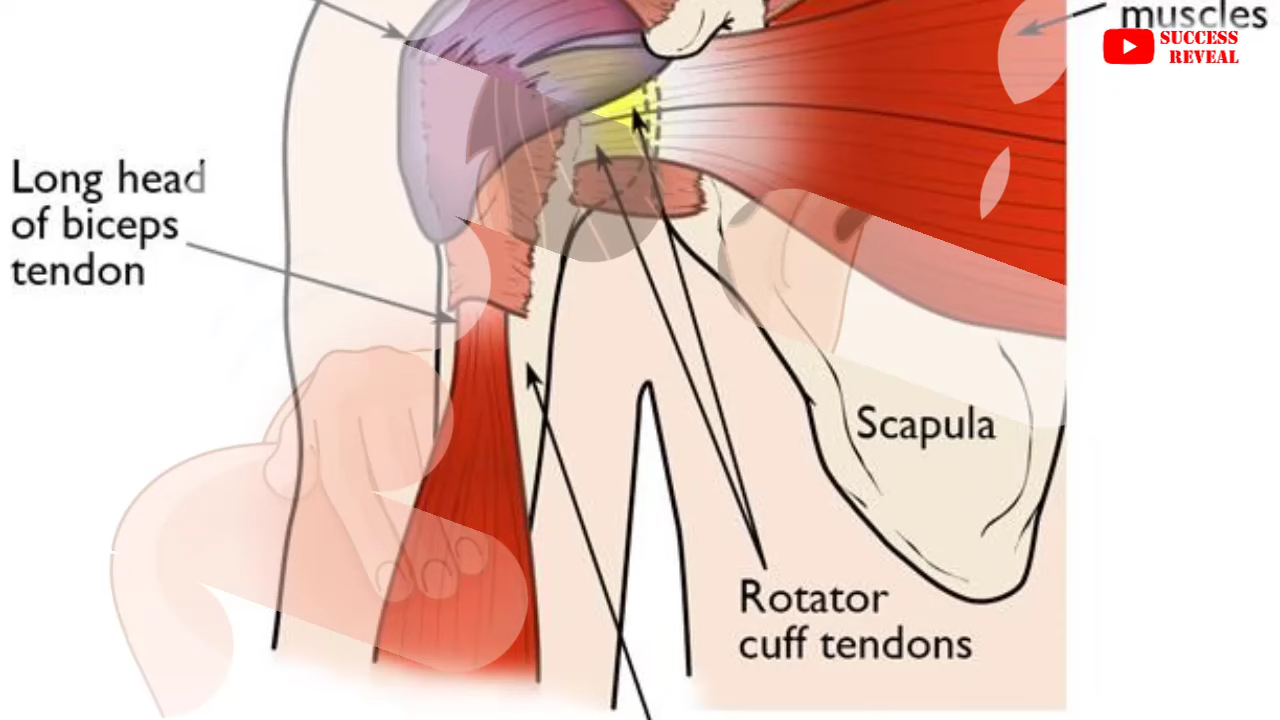 muscles
SUCCESS
REVEAL
Long head
of biceps
tendon
Scapula
Rotator
cuff tendons